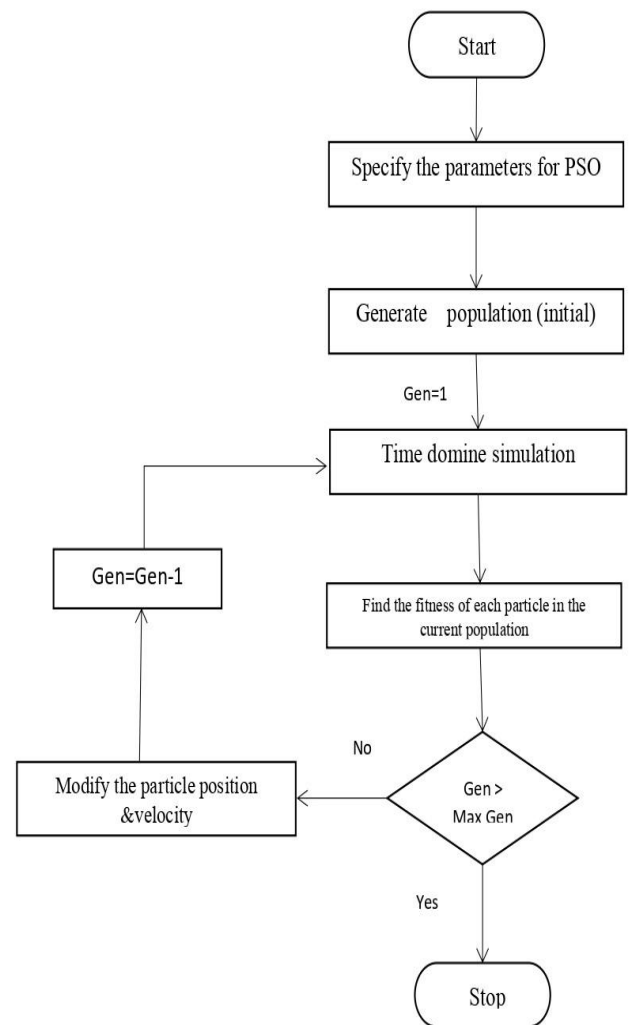 Start
Specify the parameters for PSO
Generate population (initial)
Gen=1
Time domine simulation
Gen=Gen-1
Find the fitness of each particle in the
current population
No
Gen >
Max Gen
Modify the particle position
&velocity
Yes
Stop